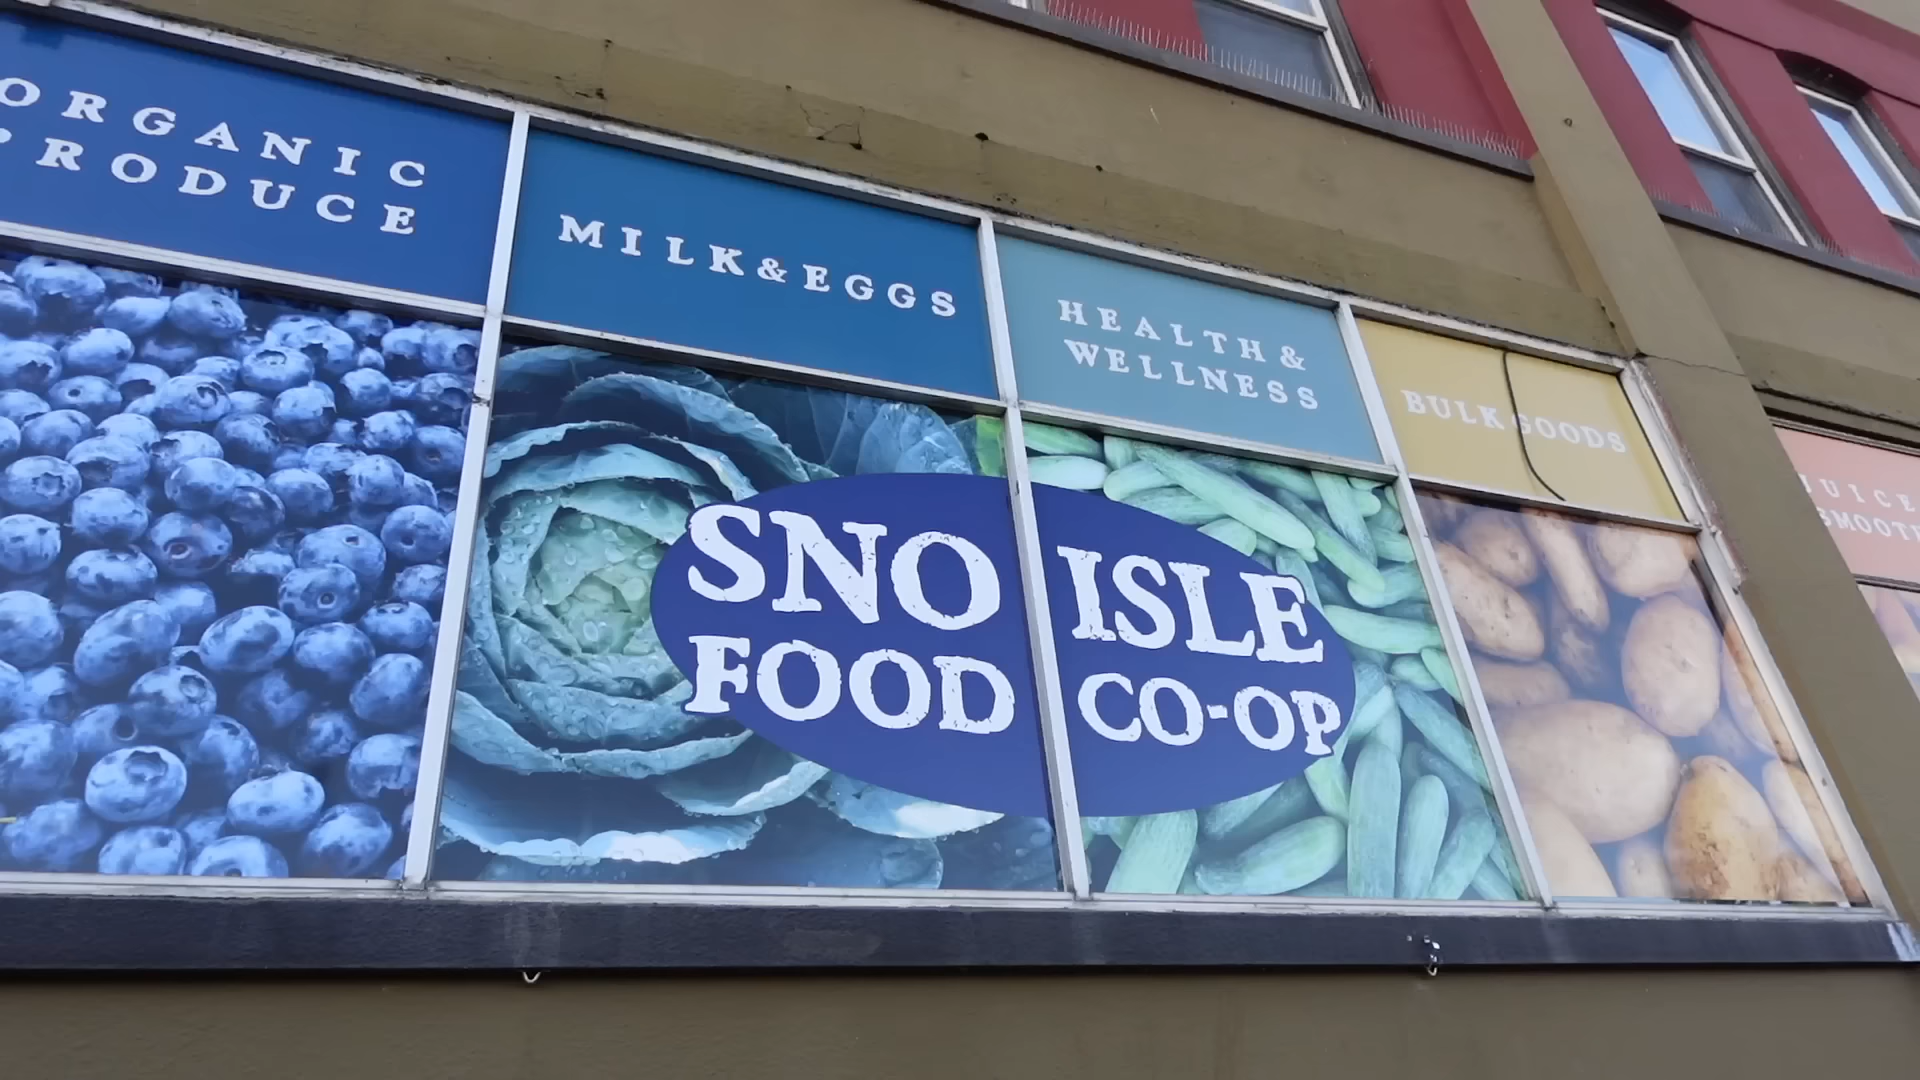 ORGANIC
PRODUCE
MILK & EGGS
HEALTH &
WELLNESS
BULK GOODS
SNO ISLE
FOOD CO-OP